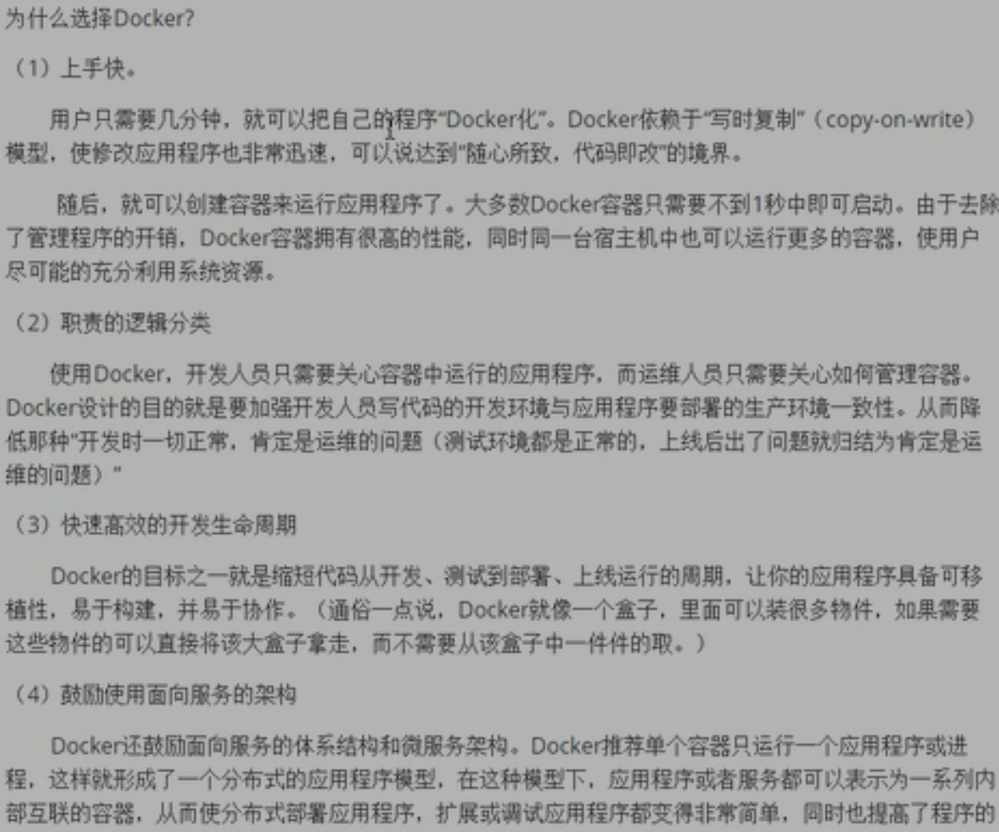 为什么选择Docker?
（1）上手快。
用户只需要几分钟，就可以把自己的程序“Docker化”。Docker依赖于“写时复制”（copy-on-write）
模型，使修改应用程序也非常迅速，可以说达到“随心所致，代码即改”的境界。
随后，就可以创建容器来运行应用程序了。大多数Docker容器只需要不到1秒中即可启动。由于去除
了管理程序的开销，Docker容器拥有很高的性能，同时同一台宿主机中也可以运行更多的容器，使用户
尽可能的充分利用系统资源。
（2）职责的逻辑分类
使用Docker，开发人员只需要关心容器中运行的应用程序，而运维人员只需要关心如何管理容器。
Docker设计的目的就是要加强开发人员写代码的开发环境与应用程序要部署的生产环境一致性。从而降
低那种“开发时一切正常，肯定是运维的问题（测试环境都是正常的，上线后出了问题就归结为肯定是运
维的问题）”
（3）快速高效的开发生命周期
Docker的目标之一就是缩短代码从开发、测试到部署、上线运行的周期，让你的应用程序具备可移
植性，易于构建，并易于协作。（通俗一点说，Docker就像一个盒子，里面可以装很多物件，如果需要
这些物件的可以直接将该大盒子拿走，而不需要从该盒子中一件件的取。）
（4）鼓励使用面向服务的架构
Docker还鼓励面向服务的体系结构和微服务架构。Docker推荐单个容器只运行一个应用程序或进
程，这样就形成了一个分布式的应用程序模型，在这种模型下，应用程序或者服务都可以表示为一系列内
部互联的容器，从而使分布式部署应用程序，扩展或调试应用程序都变得非常简单，同时也提高了程序的